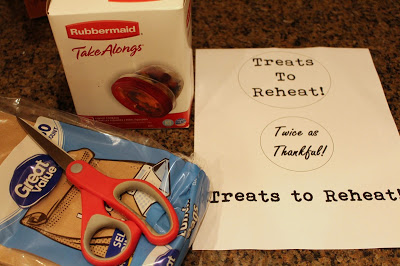 Rubbermaid
TakeAlongs
Treats
To
Reheat!
Twice as
Thankful!
Treats to Reheat!
Great
Value